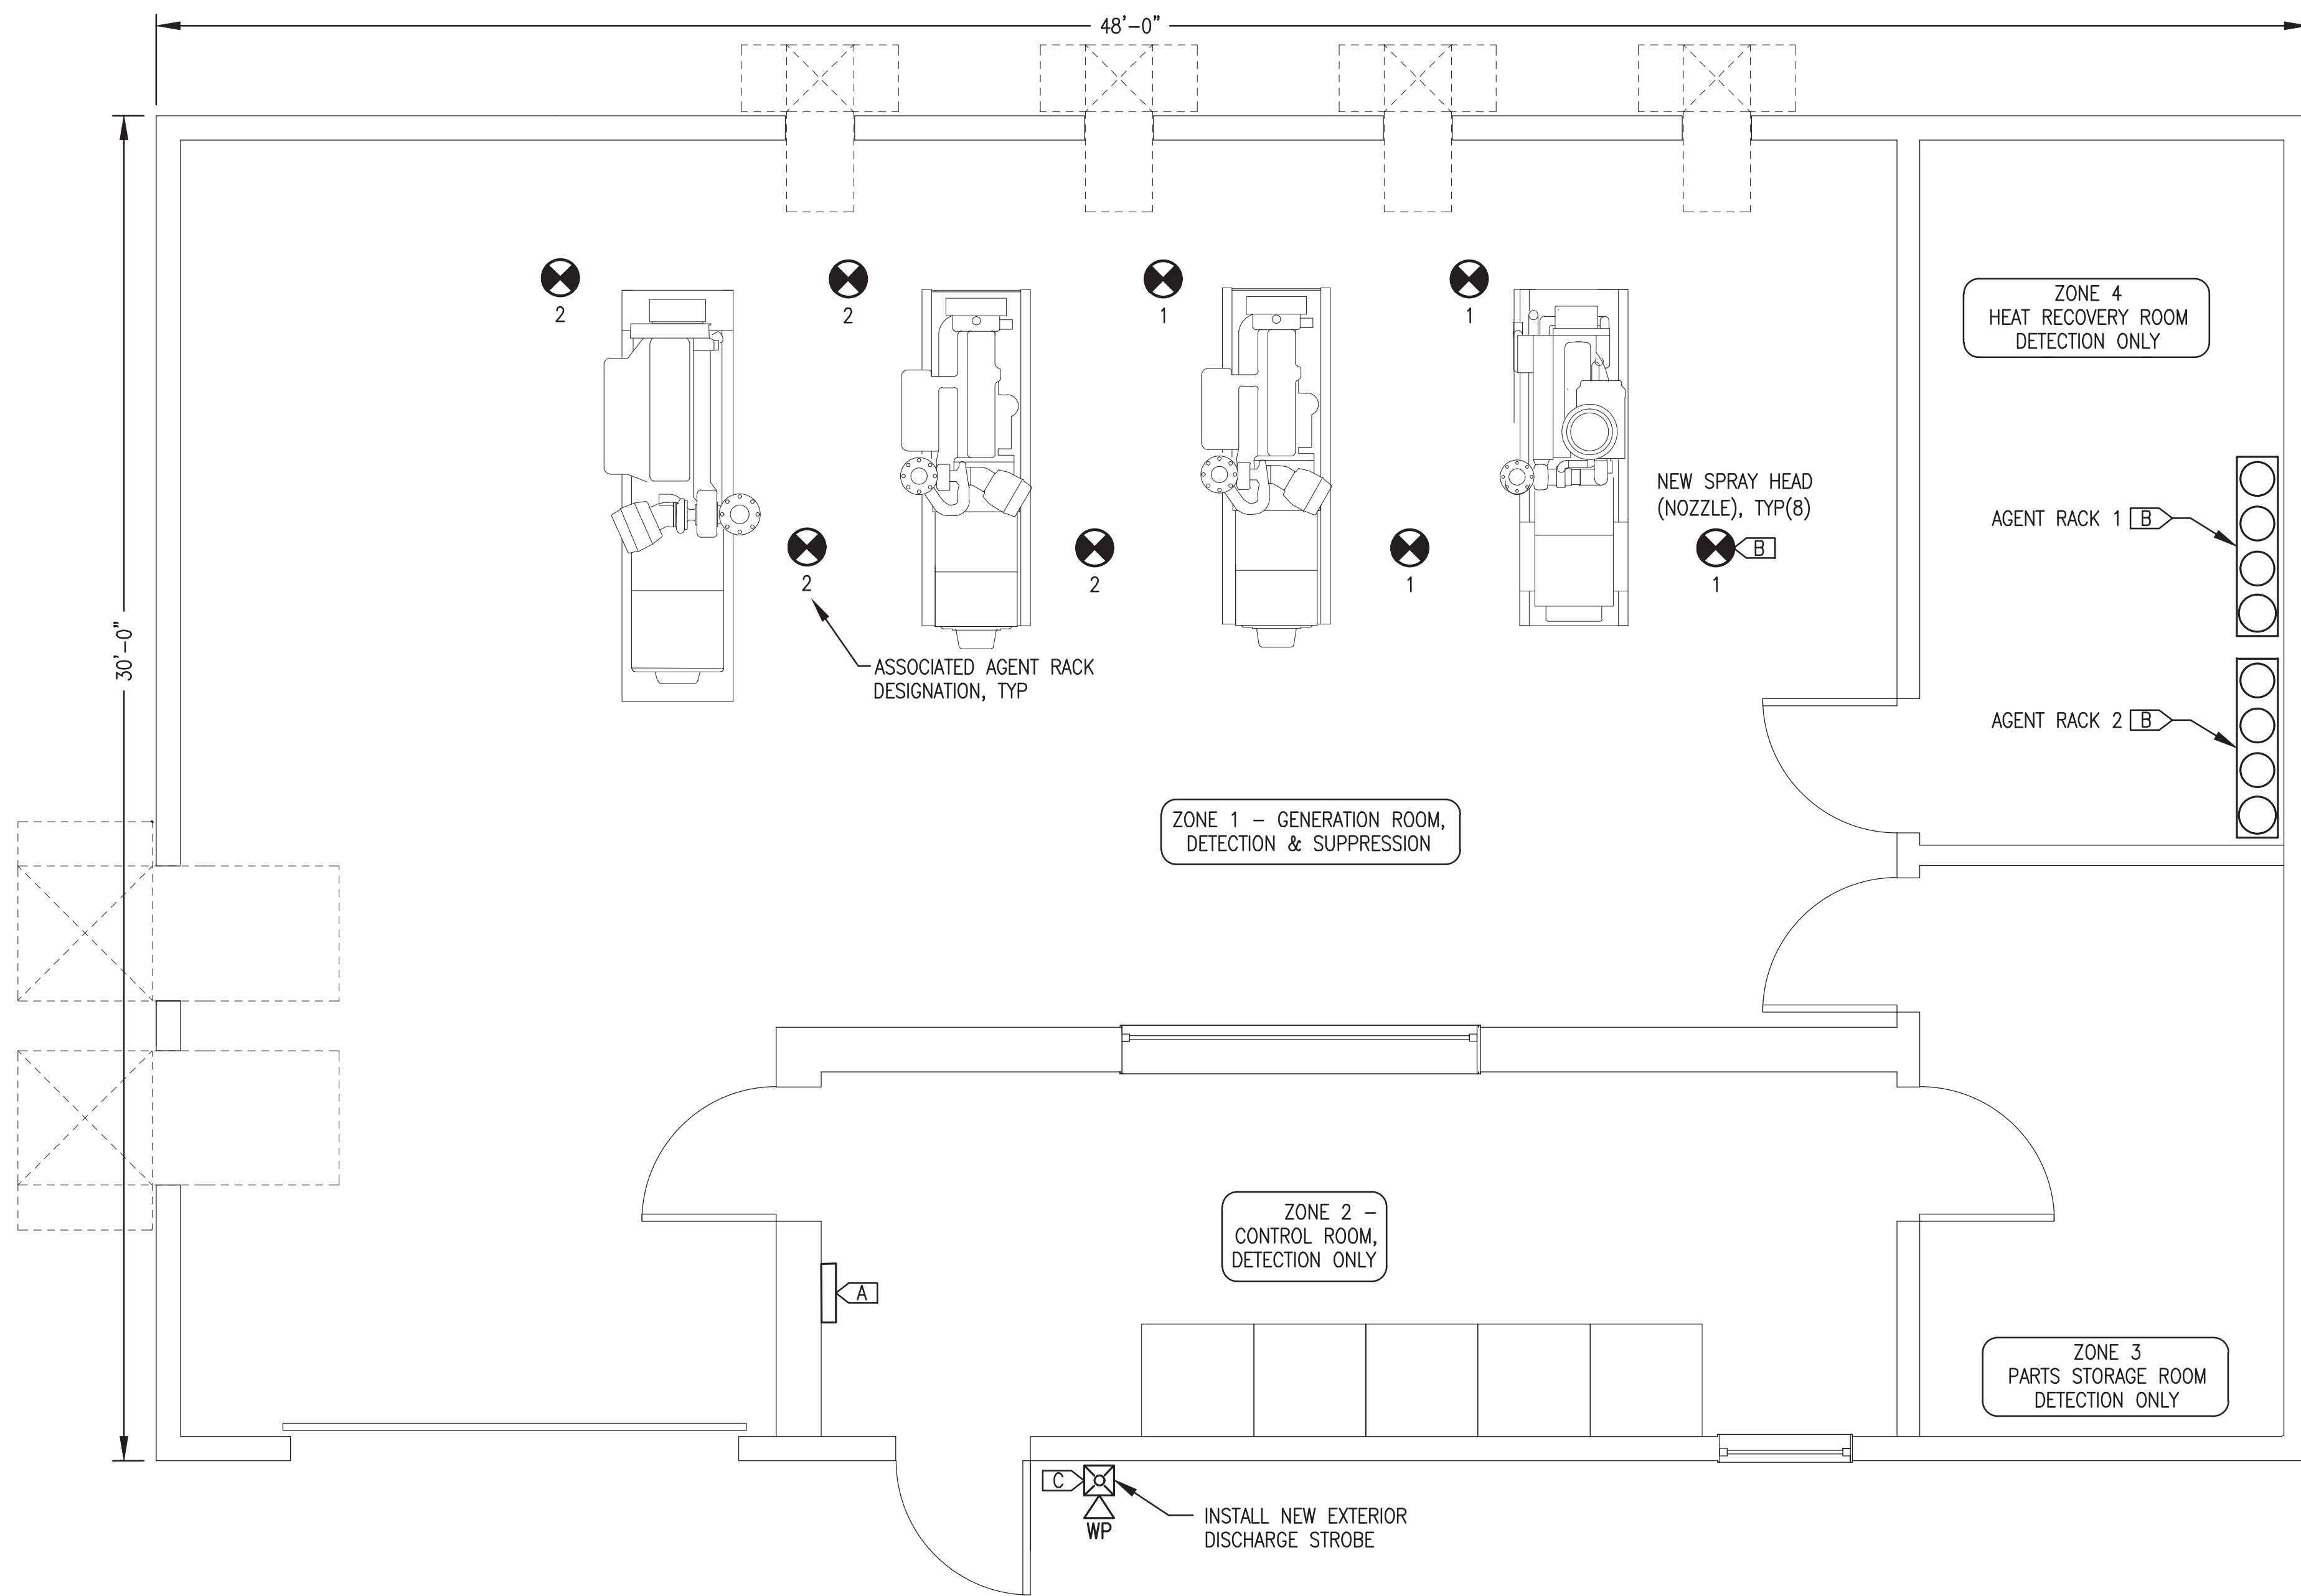 48'-0"
2
2
1
1
ZONE 4
HEAT RECOVERY ROOM
DETECTION ONLY
NEW SPRAY HEAD
(NOZZLE), TYP(8)
AGENT RACK 1 B
B
2
2
1
1
30'-0"
ASSOCIATED AGENT RACK
DESIGNATION, TYP
AGENT RACK 2 B
ZONE 1 – GENERATION ROOM,
DETECTION & SUPPRESSION
ZONE 2 –
CONTROL ROOM,
DETECTION ONLY
A
ZONE 3
PARTS STORAGE ROOM
DETECTION ONLY
C
WP
INSTALL NEW EXTERIOR
DISCHARGE STROBE